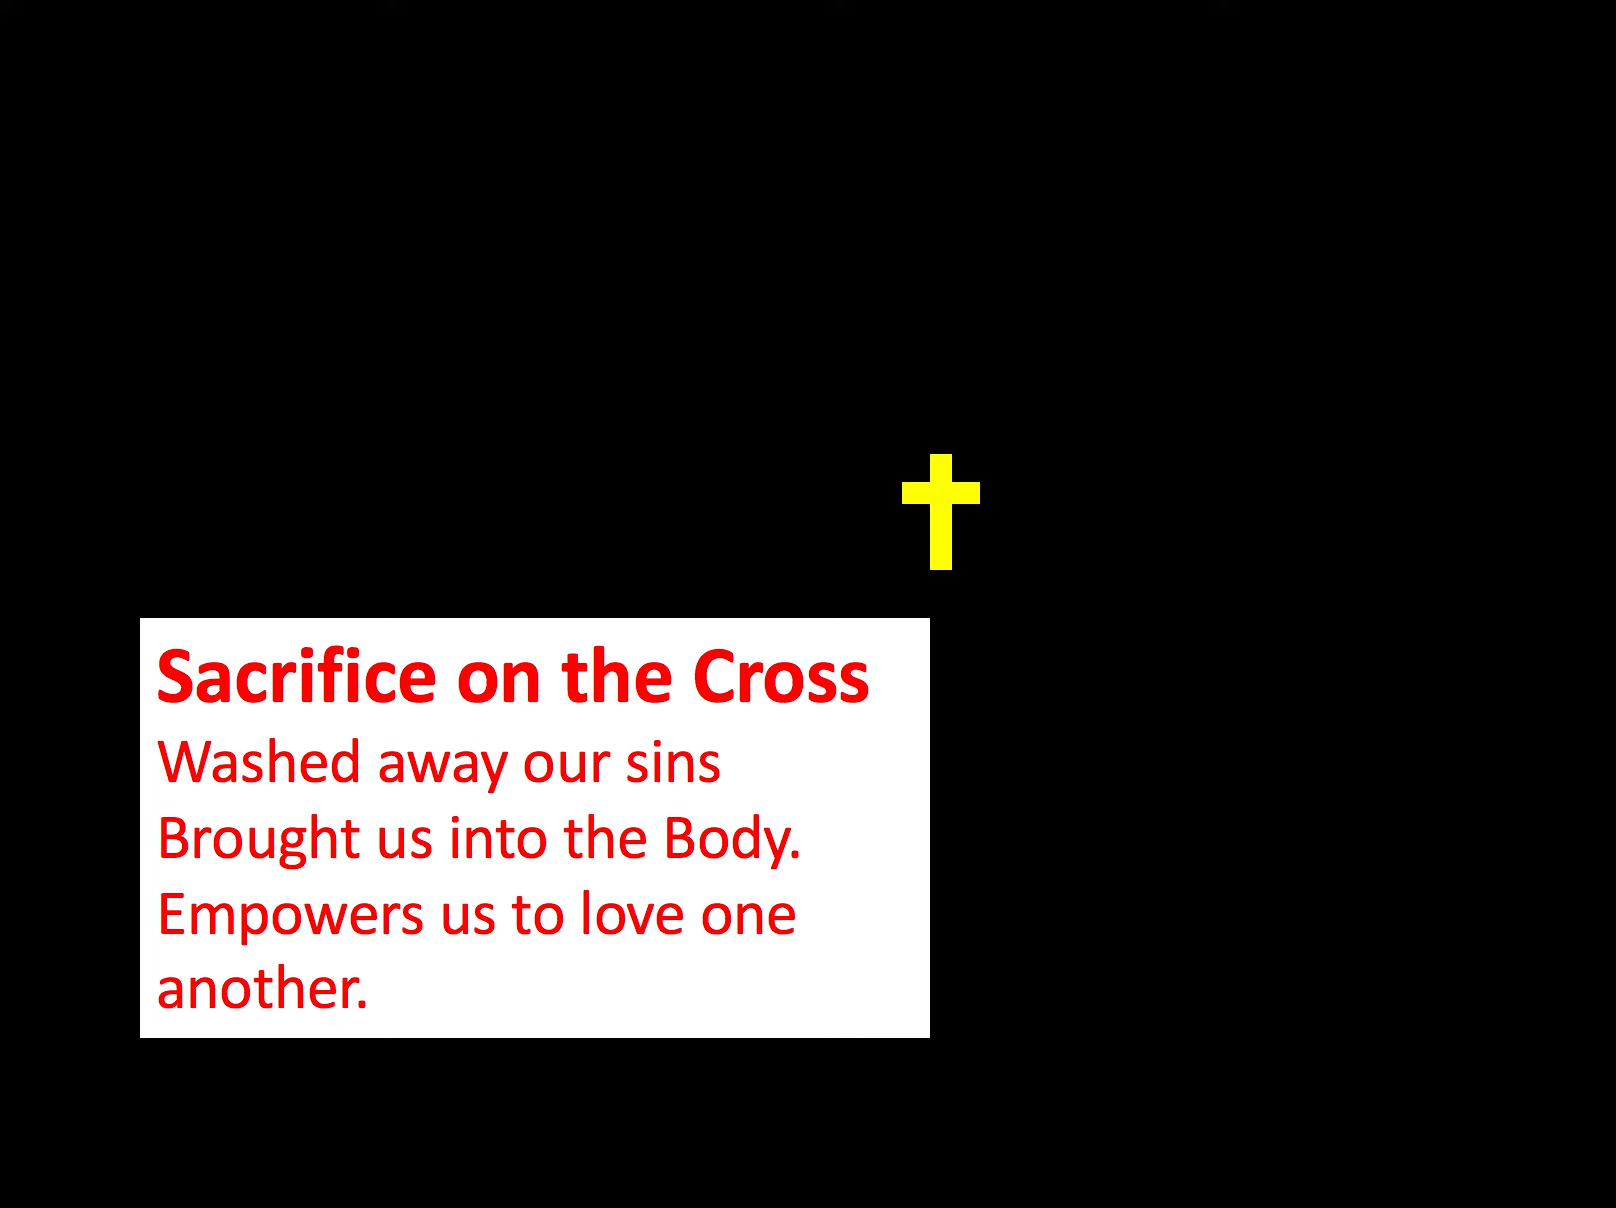 Sacrifice on the Cross
Washed away our sins
Brought us into the Body.
Empowers us to love one
another.